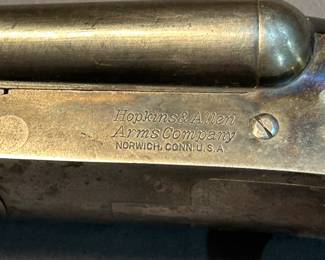 Hopkins & Allen
Arms Company
NORWICH, CONN. U.S.A.